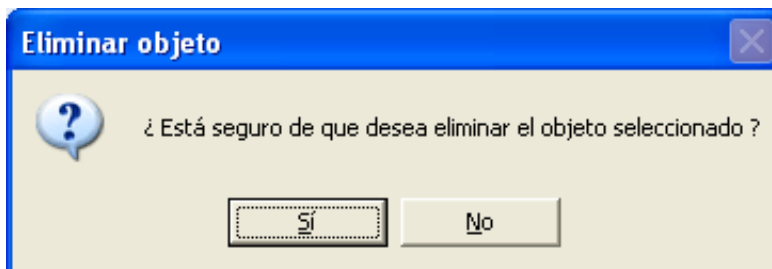 Eliminar objeto
¿ Está seguro de que desea eliminar el objeto seleccionado ?
Sí No